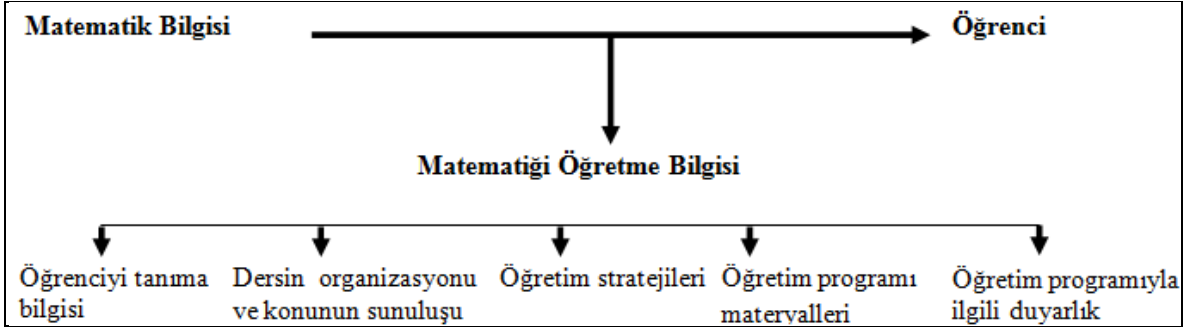 Matematik Bilgisi
Öğrenci
Matematiği Öğretme Bilgisi
Öğrenciyi tanıma
bilgisi
Dersin organizasyonu
ve konunun sunuluşu
Öğretim stratejileri
Öğretim programı
materyalleri
Öğretim programıyla
ilgili duyarlık